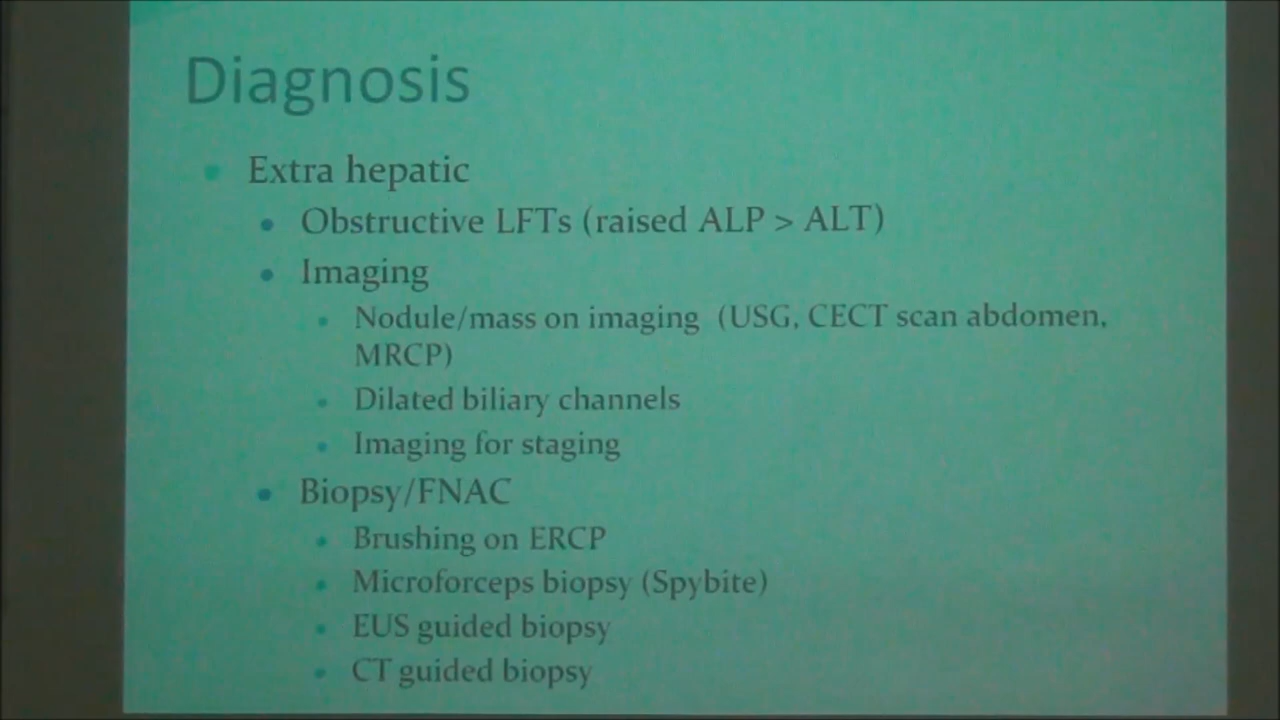 Diagnosis
Extra hepatic
Obstructive LFTs (raised ALP > ALT)
Imaging
Nodule/mass on imaging (USG, CECT scan abdomen,
MRCP)
Dilated biliary channels
Imaging for staging
Biopsy/FNAC
Brushing on ERCP
Microforceps biopsy (Spybite)
EUS guided biopsy
CT guided biopsy